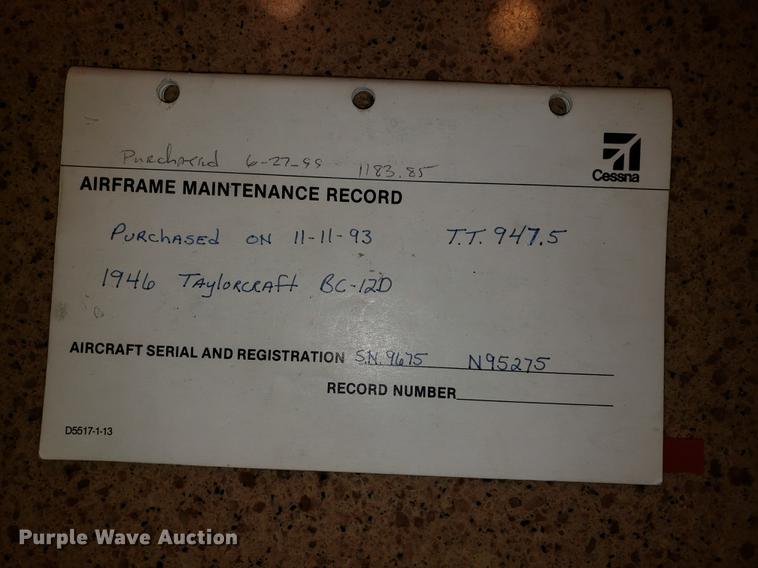 Purchased 6-27-99 1183.85
Cessna
AIRFRAME MAINTENANCE RECORD
PURCHASED ON 11-11-93 T.T. 947.5
1946 TAYLORCRAFT BC-12D
AIRCRAFT SERIAL AND REGISTRATION S.N. 9675 N95275
RECORD NUMBER
D5517-1-13
Purple Wave Auction